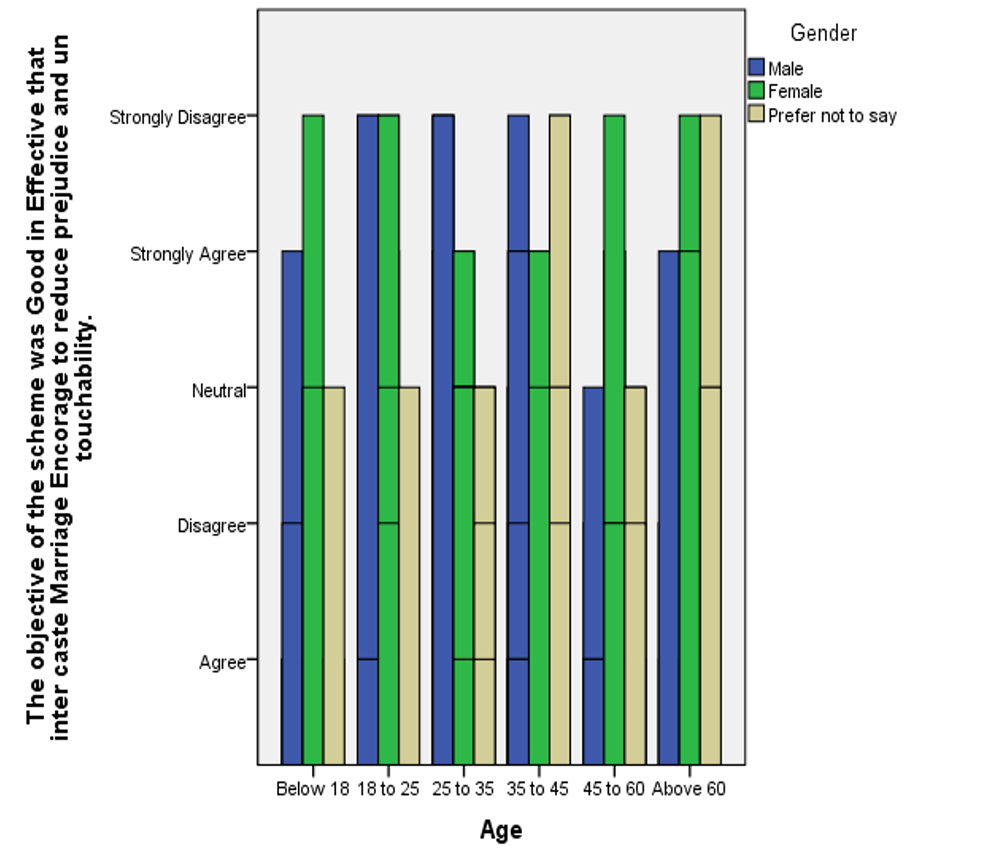 The objective of the scheme was Good in Effective that
inter caste Marriage Encorage to reduce prejudice and un
touchability.
Strongly Disagree
Strongly Agree
Neutral
Disagree
Agree
Below 18 18 to 25 25 to 35 35 to 45 45 to 60 Above 60
Age
Gender
Male
Female
Prefer not to say